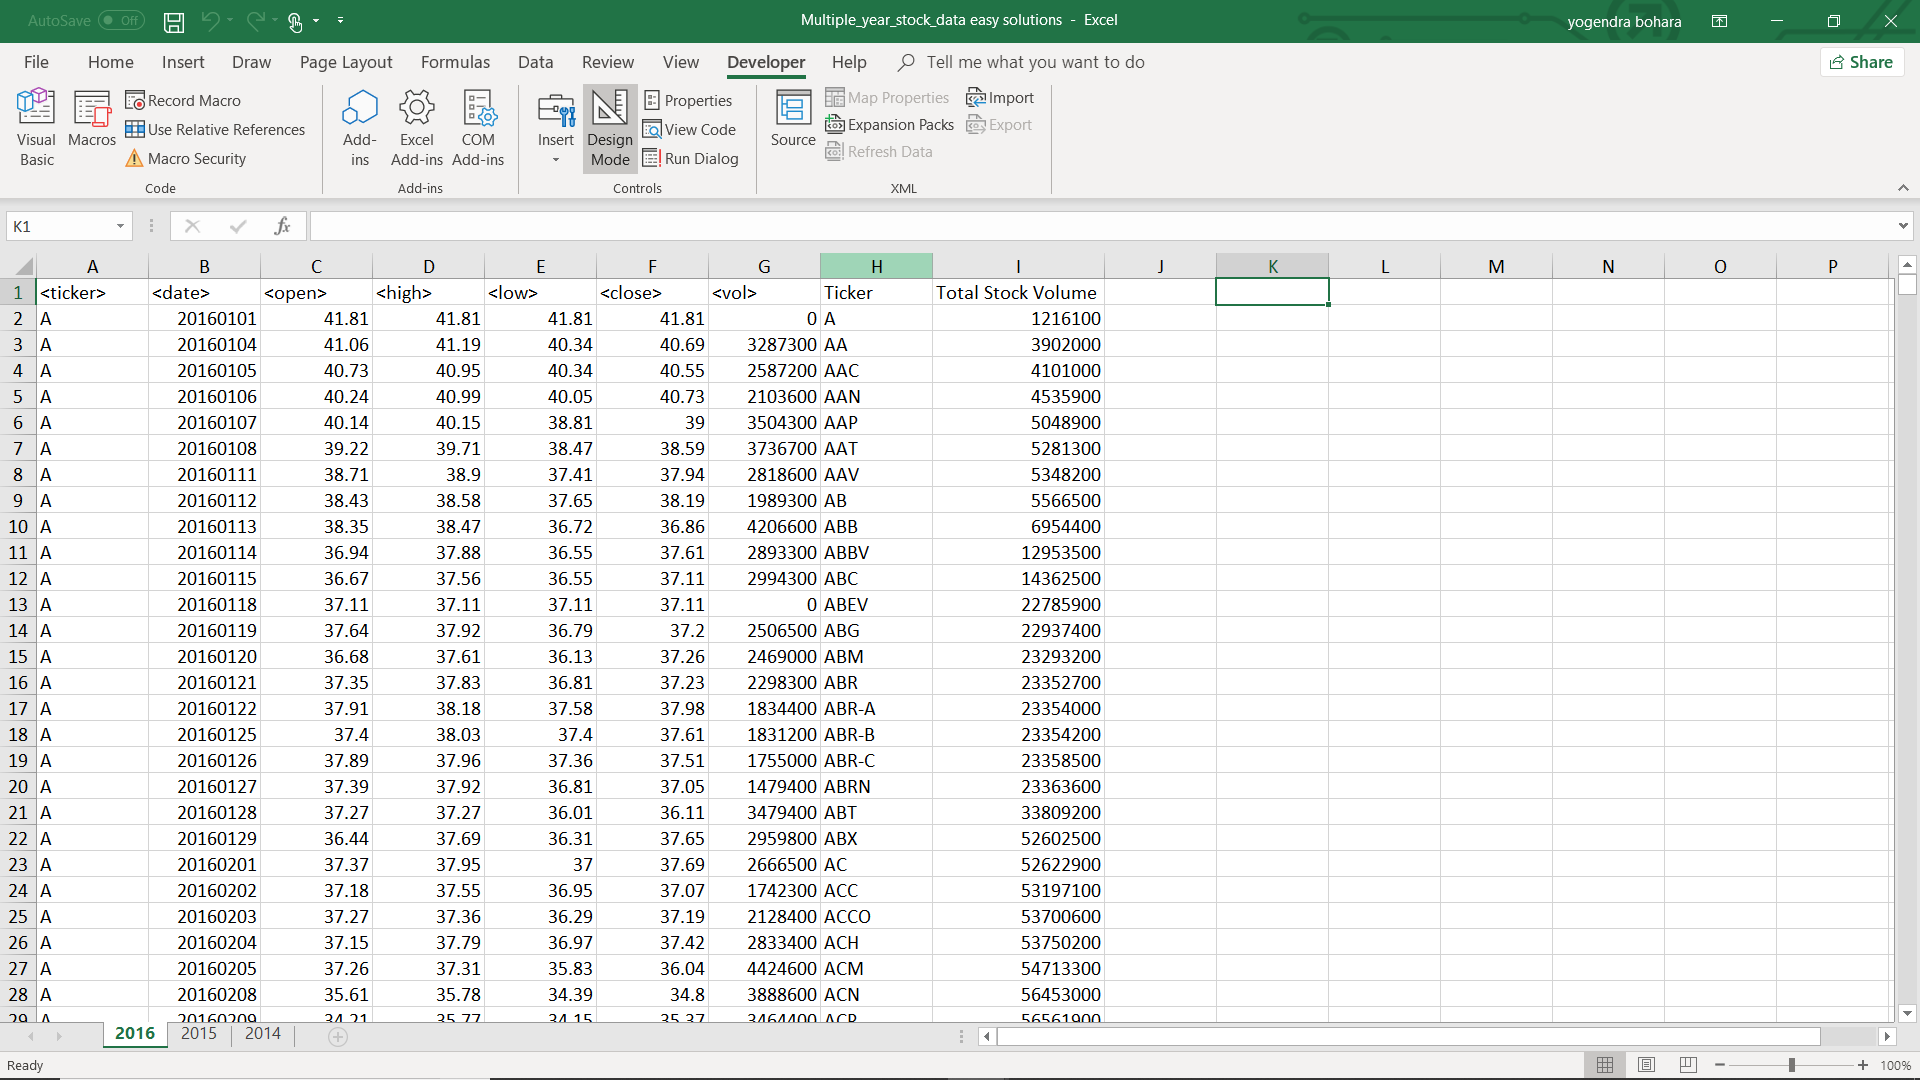 AutoSave Off Multiple_year_stock_data easy solutions - Excel yogendra bohara
File Home Insert Draw Page Layout Formulas Data Review View Developer Help Tell me what you want to do Share
Visual Basic
Macros
Record Macro
Use Relative References
Macro Security
Code
Add-ins
Excel Add-ins
COM Add-ins
Add-ins
Insert
Design Mode
Properties
View Code
Run Dialog
Controls
Source
Map Properties
Expansion Packs
Refresh Data
Import
Export
XML
K1 fx
A B C D E F G H I J K L M N O P
1 <ticker> <date> <open> <high> <low> <close> <vol> Ticker Total Stock Volume
2 A 20160101 41.81 41.81 41.81 41.81 0 A 1216100
3 A 20160104 41.06 41.19 40.34 40.69 3287300 AA 3902000
4 A 20160105 40.73 40.95 40.34 40.55 2587200 AAC 4101000
5 A 20160106 40.24 40.99 40.05 40.73 2103600 AAN 4535900
6 A 20160107 40.14 40.15 38.81 39 3504300 AAP 5048900
7 A 20160108 39.22 39.71 38.47 38.59 3736700 AAT 5281300
8 A 20160111 38.71 38.9 37.41 37.94 2818600 AAV 5348200
9 A 20160112 38.43 38.58 37.65 38.19 1989300 AB 5566500
10 A 20160113 38.35 38.47 36.72 36.86 4206600 ABB 6954400
11 A 20160114 36.94 37.88 36.55 37.61 2893300 ABBV 12953500
12 A 20160115 36.67 37.56 36.55 37.11 2994300 ABC 14362500
13 A 20160118 37.11 37.11 37.11 37.11 0 ABEV 22785900
14 A 20160119 37.64 37.92 36.79 37.2 2506500 ABG 22937400
15 A 20160120 36.68 37.61 36.13 37.26 2469000 ABM 23293200
16 A 20160121 37.35 37.83 36.81 37.23 2298300 ABR 23352700
17 A 20160122 37.91 38.18 37.58 37.98 1834400 ABR-A 23354000
18 A 20160125 37.4 38.03 37.4 37.61 1831200 ABR-B 23354200
19 A 20160126 37.89 37.96 37.36 37.51 1755000 ABR-C 23358500
20 A 20160127 37.39 37.92 36.81 37.05 1479400 ABRN 23363600
21 A 20160128 37.27 37.27 36.01 36.11 3479400 ABT 33809200
22 A 20160129 36.44 37.69 36.31 37.65 2959800 ABX 52602500
23 A 20160201 37.37 37.95 37 37.69 2666500 AC 52622900
24 A 20160202 37.18 37.55 36.95 37.07 1742300 ACC 53197100
25 A 20160203 37.27 37.36 36.29 37.19 2128400 ACCO 53700600
26 A 20160204 37.15 37.79 36.97 37.42 2833400 ACH 53750200
27 A 20160205 37.26 37.31 35.83 36.04 4424600 ACM 54713300
28 A 20160208 35.61 35.78 34.39 34.8 3888600 ACN 56453000
29 A 20160209 34.21 35.77 34.15 35.37 3464400 56561900
2016 2015 2014
Ready 100%